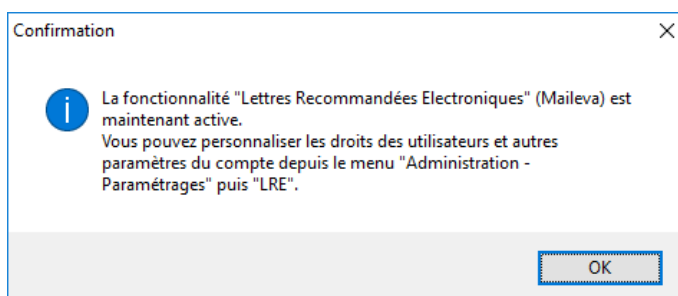 Confirmation
La fonctionnalité "Lettres Recommandées Electroniques" (Maileva) est
maintenant active.
Vous pouvez personnaliser les droits des utilisateurs et autres
paramètres du compte depuis le menu "Administration -
Paramétrages" puis "LRE".
OK